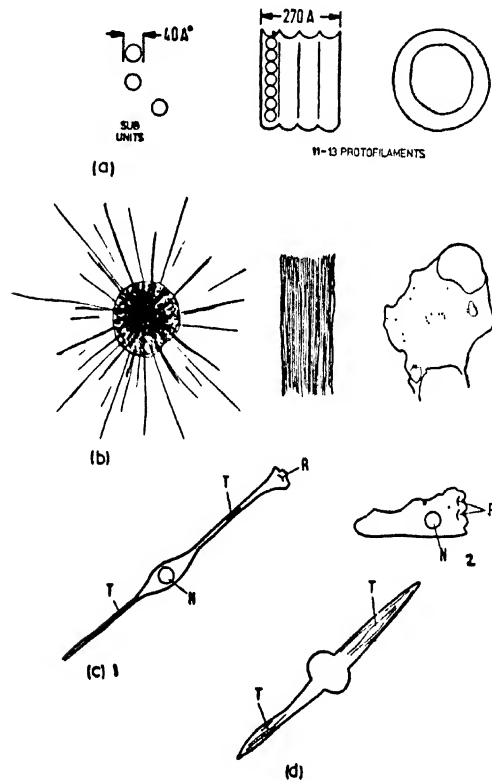 40A°
270 A
SUB
UNITS
11-13 PROTOFILAMENTS
(a)
(b)
R
T
T
N
(c) 1
N
2
T
T
(d)